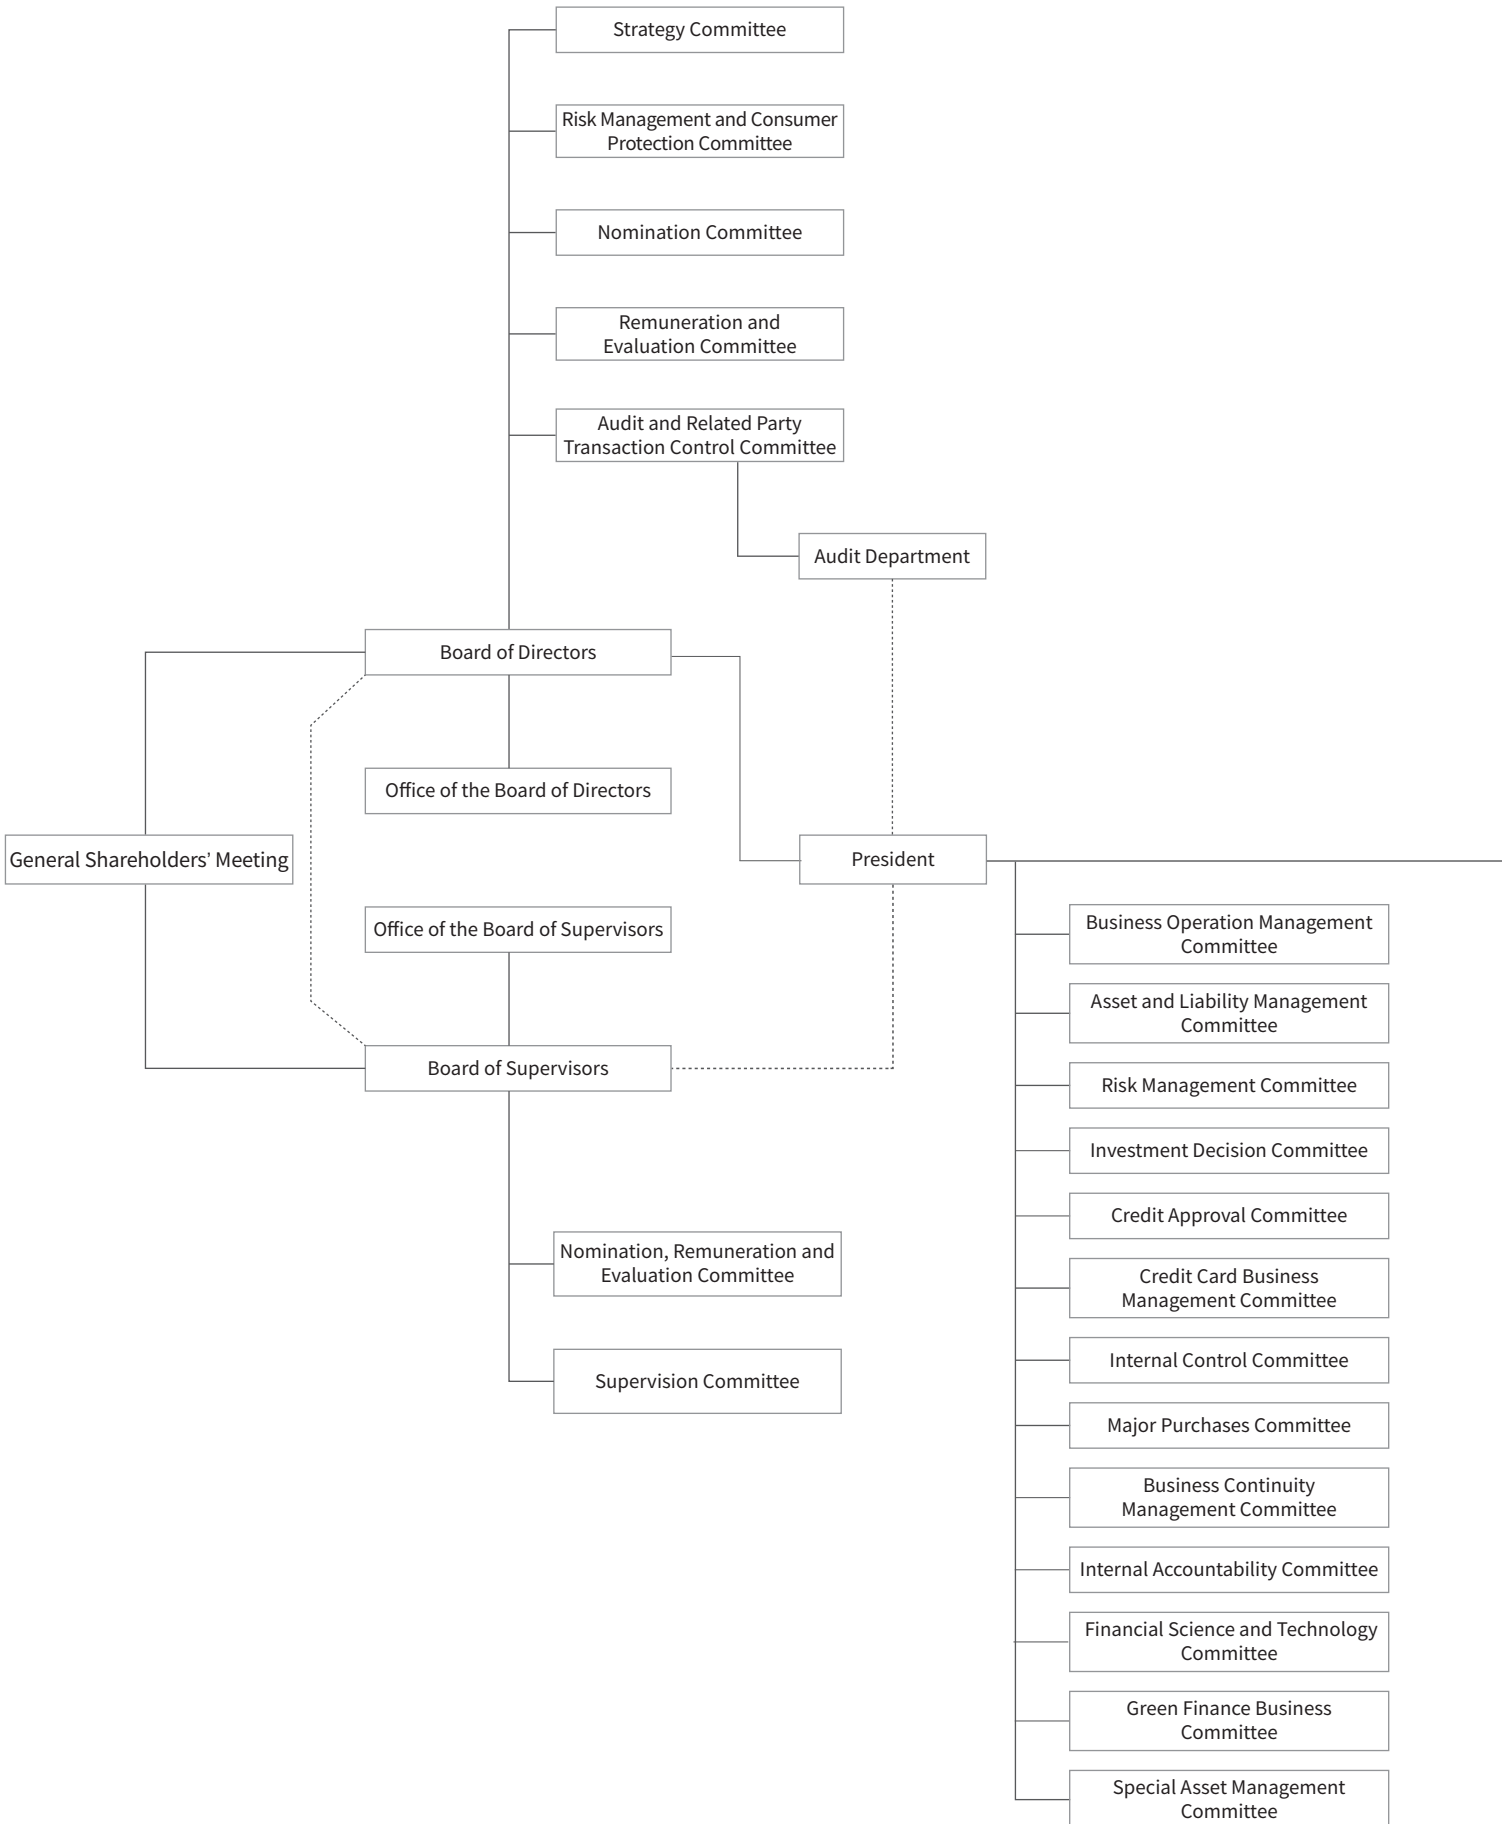 Strategy Committee
Risk Management and Consumer
Protection Committee
Nomination Committee
Remuneration and
Evaluation Committee
Audit and Related Party
Transaction Control Committee
Audit Department
Board of Directors
Office of the Board of Directors
General Shareholders’ Meeting
President
Office of the Board of Supervisors
Board of Supervisors
Nomination, Remuneration and
Evaluation Committee
Supervision Committee
Business Operation Management
Committee
Asset and Liability Management
Committee
Risk Management Committee
Investment Decision Committee
Credit Approval Committee
Credit Card Business
Management Committee
Internal Control Committee
Major Purchases Committee
Business Continuity
Management Committee
Internal Accountability Committee
Financial Science and Technology
Committee
Green Finance Business
Committee
Special Asset Management
Committee